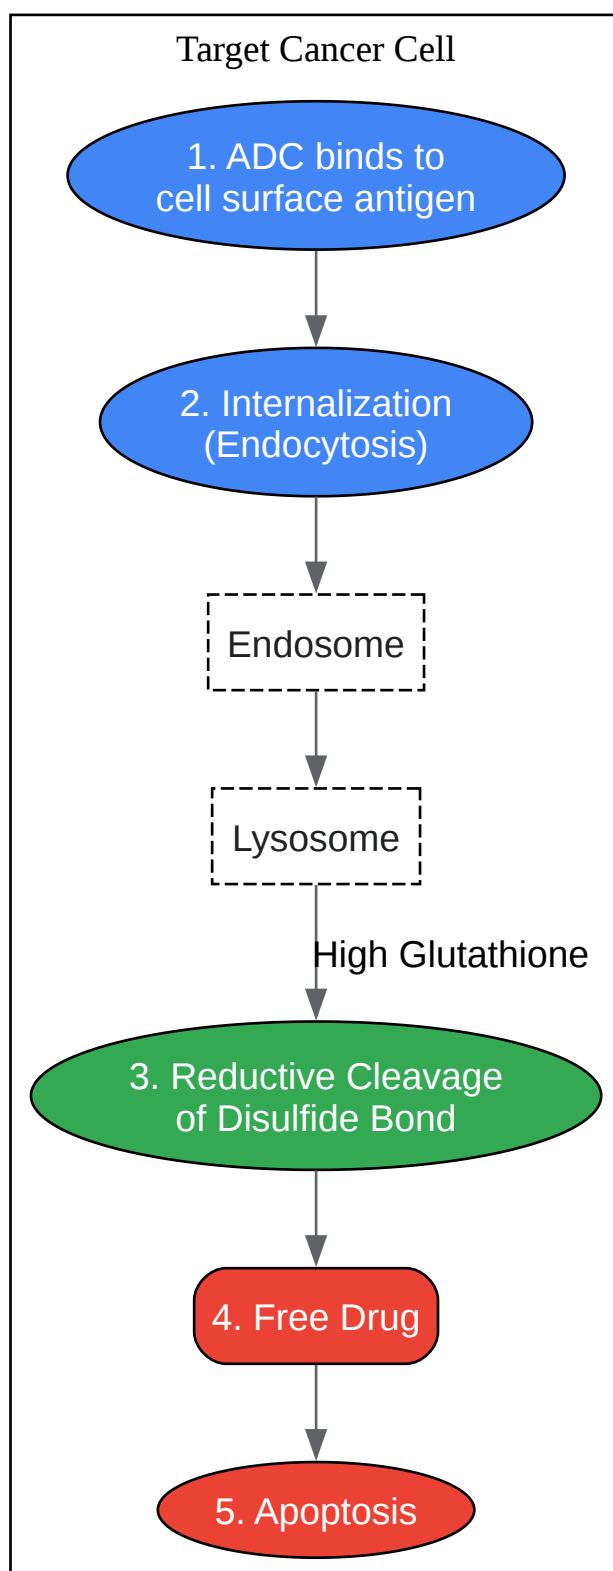 Target Cancer Cell
1. ADC binds to
cell surface antigen
2. Internalization
(Endocytosis)
Endosome
Lysosome
High Glutathione
3. Reductive Cleavage
of Disulfide Bond
4. Free Drug
5. Apoptosis